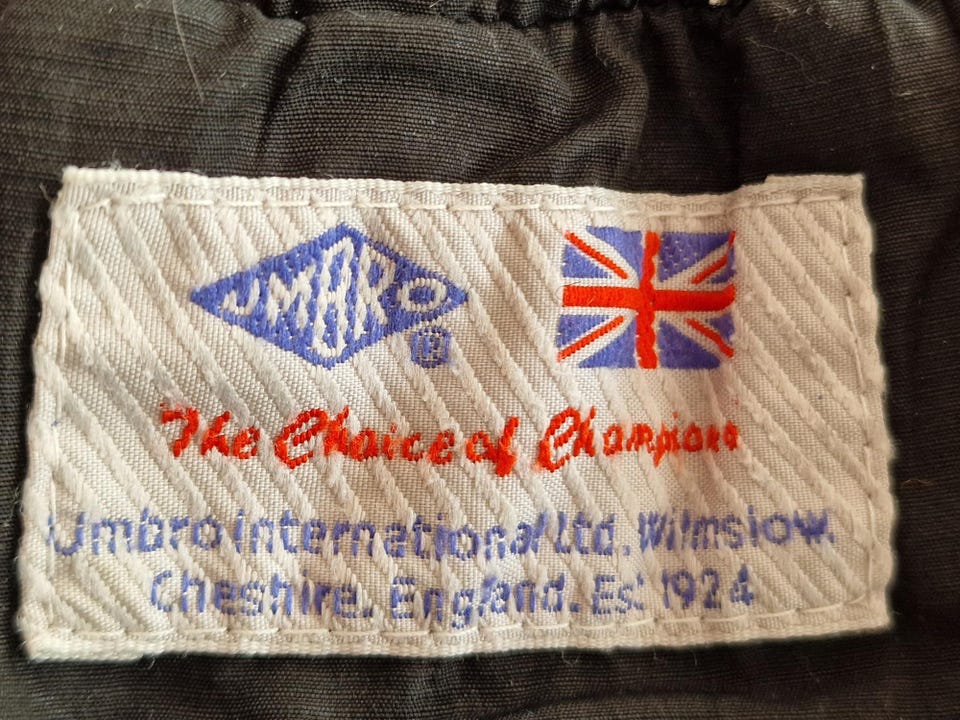 UMBRO ®
The Choice of Champions
Umbro International Ltd. Wilmslow.
Cheshire. England. Est 1924